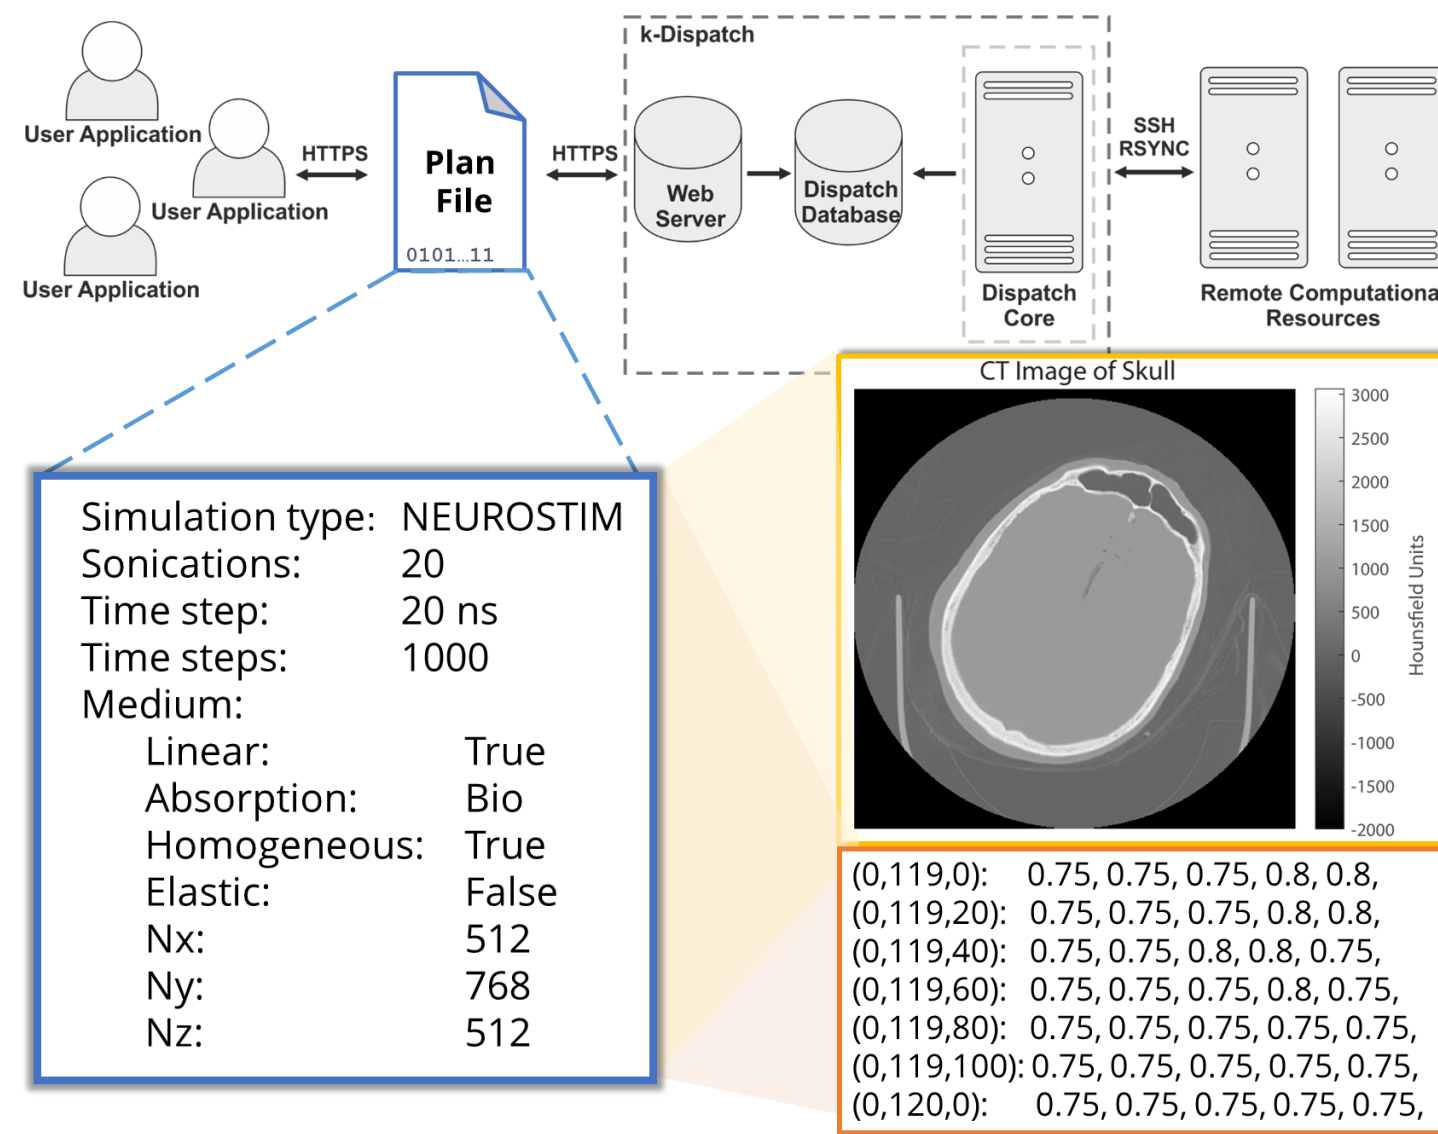 k-Dispatch
User Application
HTTPS
User Application
User Application
Plan
File
0101...11
HTTPS
Web
Server
Dispatch
Database
Dispatch
Core
SSH
RSYNC
Remote Computationa
Resources
Simulation type: NEUROSTIM
Sonications: 20
Time step: 20 ns
Time steps: 1000
Medium:
Linear: True
Absorption: Bio
Homogeneous: True
Elastic: False
Nx: 512
Ny: 768
Nz: 512
CT Image of Skull
3000
2500
2000
1500
1000
500
0
-500
-1000
-1500
-2000
Hounsfield Units
(0,119,0): 0.75, 0.75, 0.75, 0.8, 0.8,
(0,119,20): 0.75, 0.75, 0.75, 0.8, 0.8,
(0,119,40): 0.75, 0.75, 0.8, 0.8, 0.75,
(0,119,60): 0.75, 0.75, 0.75, 0.8, 0.75,
(0,119,80): 0.75, 0.75, 0.75, 0.75, 0.75,
(0,119,100): 0.75, 0.75, 0.75, 0.75, 0.75,
(0,120,0): 0.75, 0.75, 0.75, 0.75, 0.75,